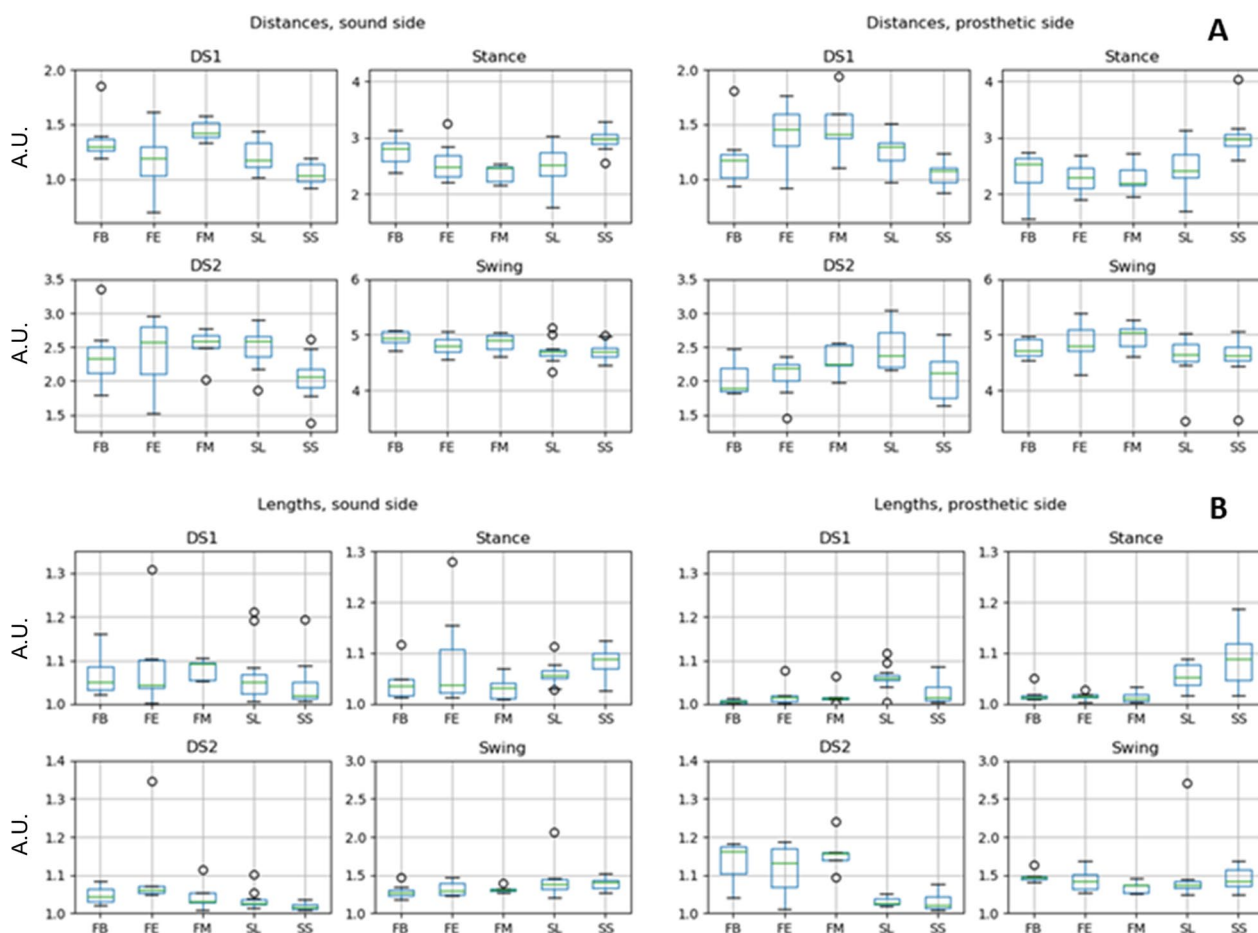 Distances, sound side
Distances, prosthetic side
A
DS1
Stance
DS1
Stance
A.U.
2.0
1.5
1.0
4
3
2
2.0
1.5
1.0
4
3
2
FB FE FM SL SS
FB FE FM SL SS
FB FE FM SL SS
FB FE FM SL SS
DS2
Swing
DS2
Swing
A.U.
3.5
3.0
2.5
2.0
1.5
6
5
4
3.5
3.0
2.5
2.0
1.5
6
5
4
FB FE FM SL SS
FB FE FM SL SS
FB FE FM SL SS
FB FE FM SL SS
Lengths, sound side
Lengths, prosthetic side
B
DS1
Stance
DS1
Stance
A.U.
1.3
1.2
1.1
1.0
1.3
1.2
1.1
1.0
1.3
1.2
1.1
1.0
1.3
1.2
1.1
1.0
FB FE FM SL SS
FB FE FM SL SS
FB FE FM SL SS
FB FE FM SL SS
DS2
Swing
DS2
Swing
A.U.
1.4
1.3
1.2
1.1
1.0
3.0
2.5
2.0
1.5
1.0
1.4
1.3
1.2
1.1
1.0
3.0
2.5
2.0
1.5
1.0
FB FE FM SL SS
FB FE FM SL SS
FB FE FM SL SS
FB FE FM SL SS